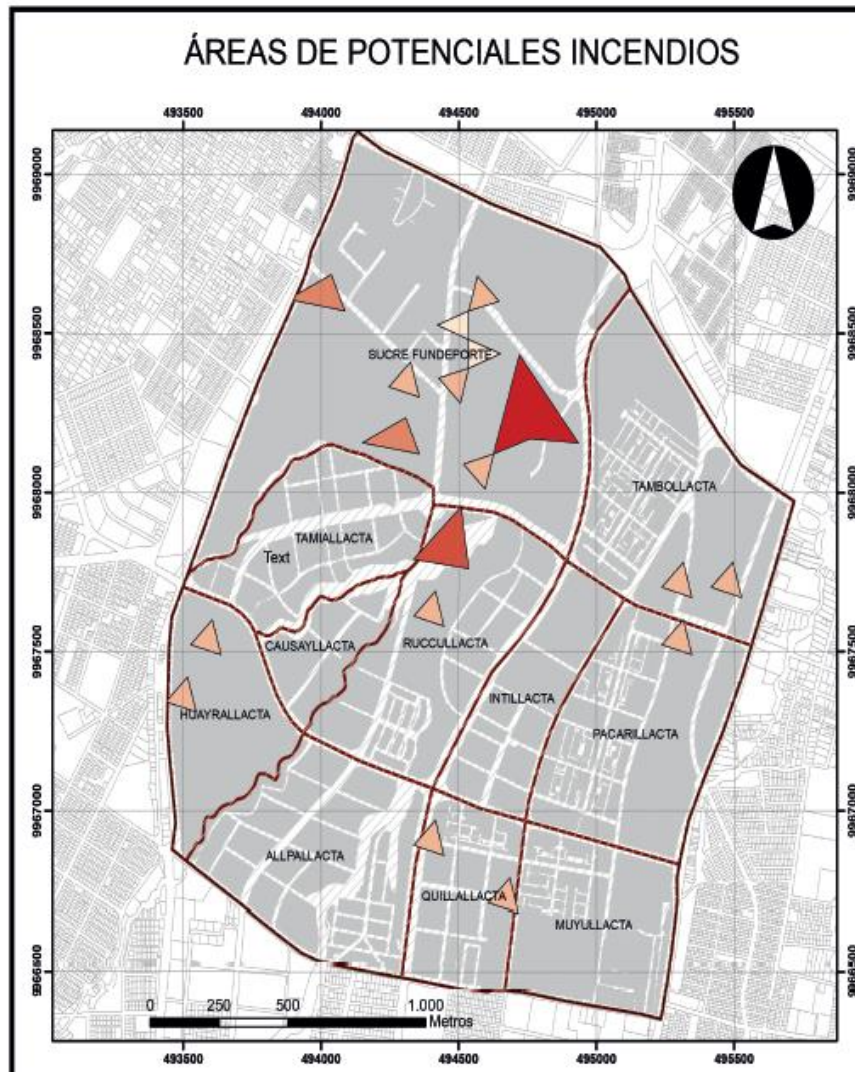 ÁREAS DE POTENCIALES INCENDIOS
493500 494000 494500 495000 495500
9969000 9969000
9968500 9968500
SUCRE FUNDEPORTE
9968000 9968000
TAMBOLLACTA
TAMIALLACTA
Text
9967500 9967500
CAUSAYLLACTA
RUCCULLACTA
INTILLACTA
HUAYRALLACTA
PACARILLACTA
9967000 9967000
ALLPALLACTA
QUILLALLACTA
MUYULLACTA
9966500 9966500
0 250 500 1.000
Metros
493500 494000 494500 495000 495500